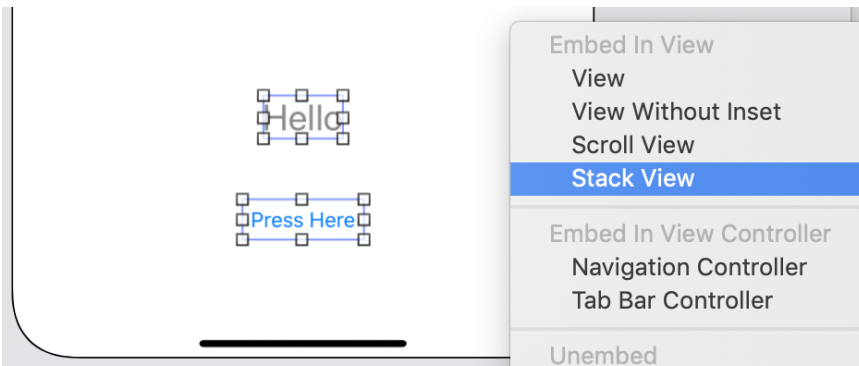 Hello
Press Here
Embed In View
View
View Without Inset
Scroll View
Stack View
Embed In View Controller
Navigation Controller
Tab Bar Controller
Unembed